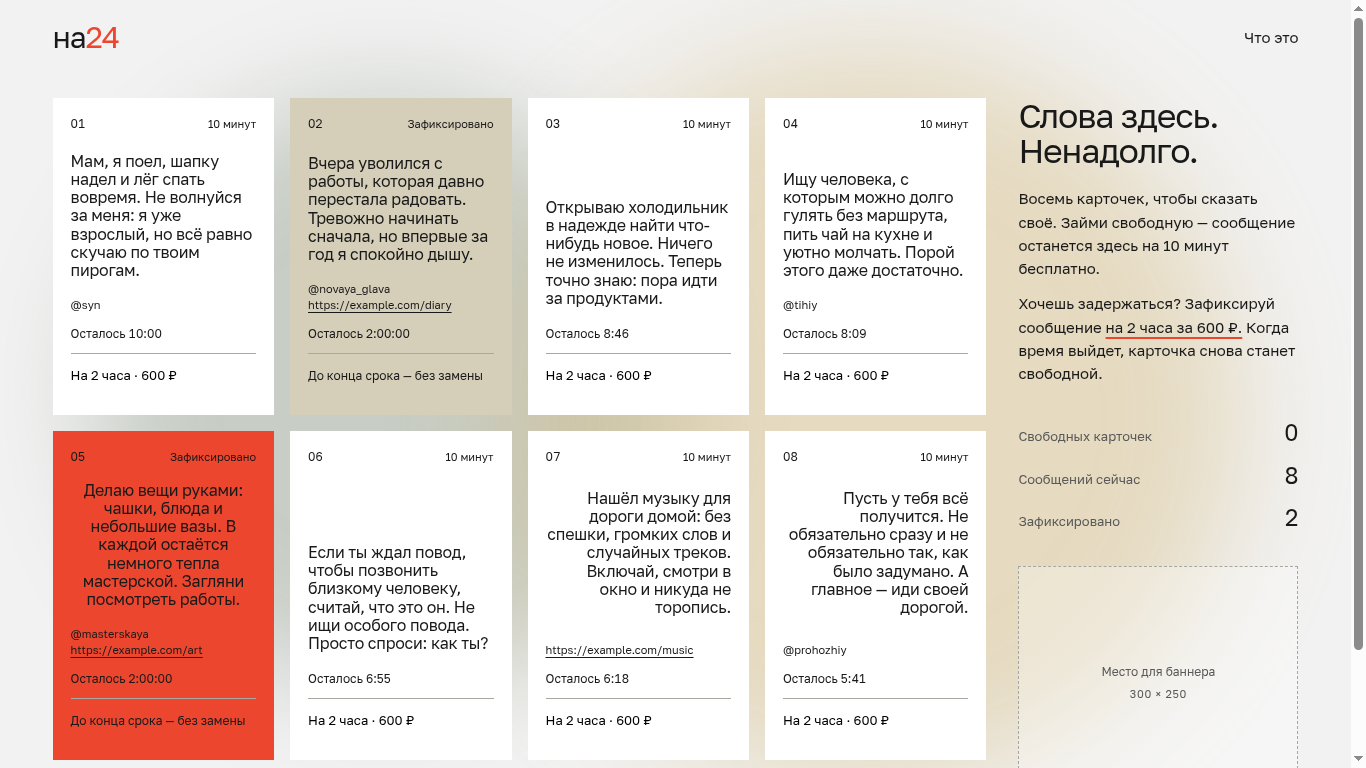 на24
Что это
01
10 минут
Мам, я поел, шапку
надел и лёг спать
вовремя. Не волнуйся
за меня: я уже
взрослый, но всё равно
скучаю по твоим
пирогам.
@syn
Осталось 10:00
На 2 часа · 600 ₽
02
Зафиксировано
Вчера уволился с
работы, которая давно
перестала радовать.
Тревожно начинать
сначала, но впервые за
год я спокойно дышу.
@novaya_glava
https://example.com/diary
Осталось 2:00:00
До конца срока — без замены
03
10 минут
Открываю холодильник
в надежде найти что-
нибудь новое. Ничего
не изменилось. Теперь
точно знаю: пора идти
за продуктами.
Осталось 8:46
На 2 часа · 600 ₽
04
10 минут
Ищу человека, с
которым можно долго
гулять без маршрута,
пить чай на кухне и
уютно молчать. Порой
этого даже достаточно.
@tihiy
Осталось 8:09
На 2 часа · 600 ₽
05
Зафиксировано
Делаю вещи руками:
чашки, блюда и
небольшие вазы. В
каждой остаётся
немного тепла
мастерской. Загляни
посмотреть работы.
@masterskaya
https://example.com/art
Осталось 2:00:00
До конца срока — без замены
06
10 минут
Если ты ждал повод,
чтобы позвонить
близкому человеку,
считай, что это он. Не
ищи особого повода.
Просто спроси: как ты?
Осталось 6:55
На 2 часа · 600 ₽
07
10 минут
Нашёл музыку для
дороги домой: без
спешки, громких слов и
случайных треков.
Включай, смотри в
окно и никуда не
торопись.
https://example.com/music
Осталось 6:18
На 2 часа · 600 ₽
08
10 минут
Пусть у тебя всё
получится. Не
обязательно сразу и не
обязательно так, как
было задумано. А
главное — иди своей
дорогой.
@prohozhiy
Осталось 5:41
На 2 часа · 600 ₽
Слова здесь.
Ненадолго.
Восемь карточек, чтобы сказать
своё. Займи свободную — сообщение
останется здесь на 10 минут
бесплатно.
Хочешь задержаться? Зафиксируй
сообщение на 2 часа за 600 ₽. Когда
время выйдет, карточка снова станет
свободной.
Свободных карточек 0
Сообщений сейчас 8
Зафиксировано 2
Место для баннера
300 × 250